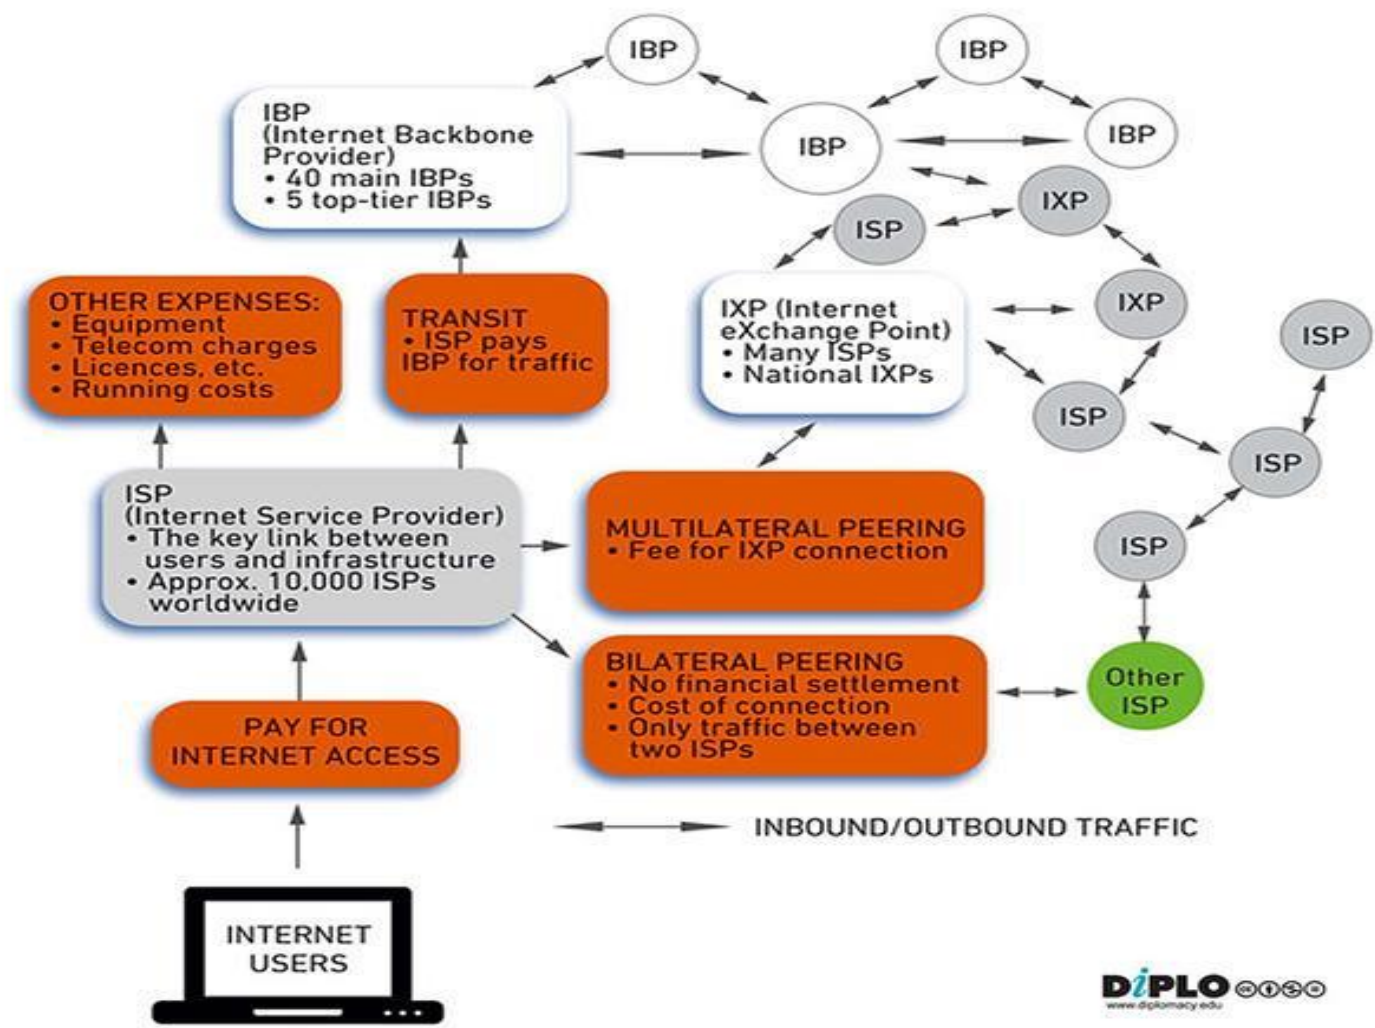 IBP
IBP
IBP
(Internet Backbone
Provider)
• 40 main IBPs
• 5 top-tier IBPs
IBP
IBP
IXP
ISP
OTHER EXPENSES:
• Equipment
• Telecom charges
• Licences, etc.
• Running costs
TRANSIT
• ISP pays
IBP for traffic
IXP (Internet
eXchange Point)
• Many ISPs
• National IXPs
IXP
ISP
ISP
ISP
ISP
(Internet Service Provider)
• The key link between
users and infrastructure
• Approx. 10,000 ISPs
worldwide
MULTILATERAL PEERING
• Fee for IXP connection
ISP
BILATERAL PEERING
• No financial settlement
• Cost of connection
• Only traffic between
two ISPs
Other
ISP
PAY FOR
INTERNET ACCESS
INBOUND/OUTBOUND TRAFFIC
INTERNET
USERS
DiPLO
www.diplomacy.edu